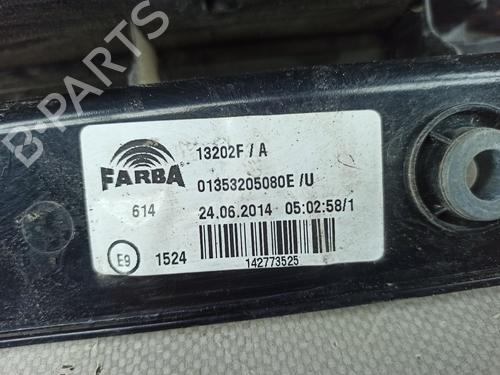 13202F / A
FARBA
01353205080E /U
614
24.06.2014 05:02:58/1
E9
1524
142773525
B-PARTS